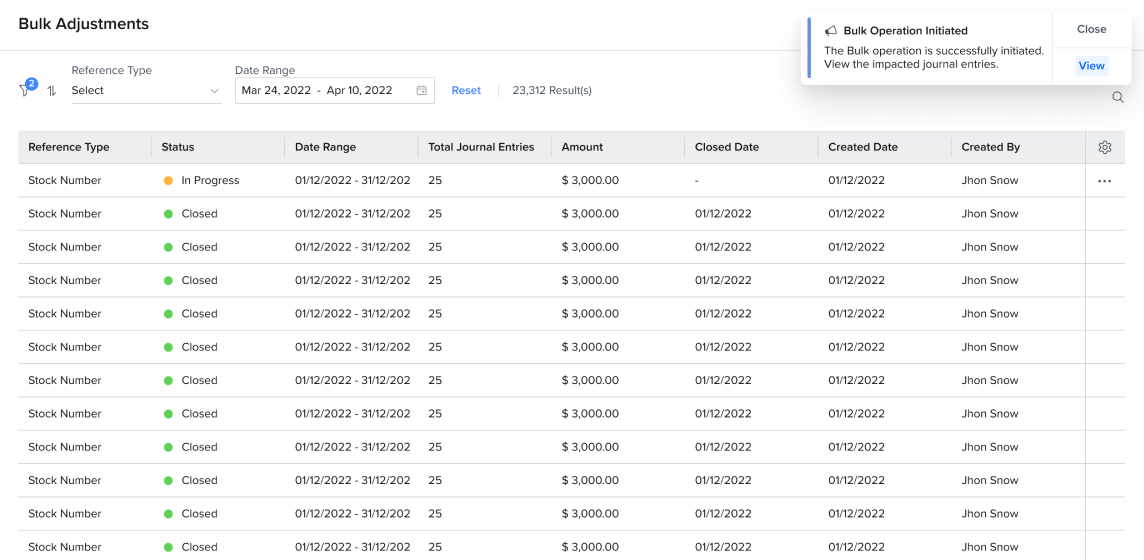 Bulk Adjustments
Bulk Operation Initiated
The Bulk operation is successfully initiated.
View the impacted journal entries.
Close
View
2
Reference Type
Select
Date Range
Mar 24, 2022 - Apr 10, 2022
Reset
23,312 Result(s)
Reference Type Status Date Range Total Journal Entries Amount Closed Date Created Date Created By
Stock Number In Progress 01/12/2022 - 31/12/202 25 $ 3,000.00 - 01/12/2022 Jhon Snow
Stock Number Closed 01/12/2022 - 31/12/202 25 $ 3,000.00 01/12/2022 01/12/2022 Jhon Snow
Stock Number Closed 01/12/2022 - 31/12/202 25 $ 3,000.00 01/12/2022 01/12/2022 Jhon Snow
Stock Number Closed 01/12/2022 - 31/12/202 25 $ 3,000.00 01/12/2022 01/12/2022 Jhon Snow
Stock Number Closed 01/12/2022 - 31/12/202 25 $ 3,000.00 01/12/2022 01/12/2022 Jhon Snow
Stock Number Closed 01/12/2022 - 31/12/202 25 $ 3,000.00 01/12/2022 01/12/2022 Jhon Snow
Stock Number Closed 01/12/2022 - 31/12/202 25 $ 3,000.00 01/12/2022 01/12/2022 Jhon Snow
Stock Number Closed 01/12/2022 - 31/12/202 25 $ 3,000.00 01/12/2022 01/12/2022 Jhon Snow
Stock Number Closed 01/12/2022 - 31/12/202 25 $ 3,000.00 01/12/2022 01/12/2022 Jhon Snow
Stock Number Closed 01/12/2022 - 31/12/202 25 $ 3,000.00 01/12/2022 01/12/2022 Jhon Snow
Stock Number Closed 01/12/2022 - 31/12/202 25 $ 3,000.00 01/12/2022 01/12/2022 Jhon Snow
Stock Number Closed 01/12/2022 - 31/12/202 25 $ 3,000.00 01/12/2022 01/12/2022 Jhon Snow